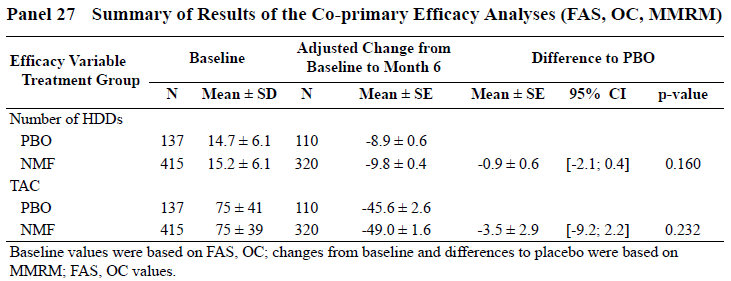 Panel 27 Summary of Results of the Co-primary Efficacy Analyses (FAS, OC, MMRM)
Efficacy Variable Treatment Group Baseline Adjusted Change from Baseline to Month 6 Difference to PBO
N Mean ± SD N Mean ± SE Mean ± SE 95% CI p-value
Number of HDDs
PBO 137 14.7 ± 6.1 110 -8.9 ± 0.6
NMF 415 15.2 ± 6.1 320 -9.8 ± 0.4 -0.9 ± 0.6 [-2.1; 0.4] 0.160
TAC
PBO 137 75 ± 41 110 -45.6 ± 2.6
NMF 415 75 ± 39 320 -49.0 ± 1.6 -3.5 ± 2.9 [-9.2; 2.2] 0.232
Baseline values were based on FAS, OC; changes from baseline and differences to placebo were based on
MMRM; FAS, OC values.